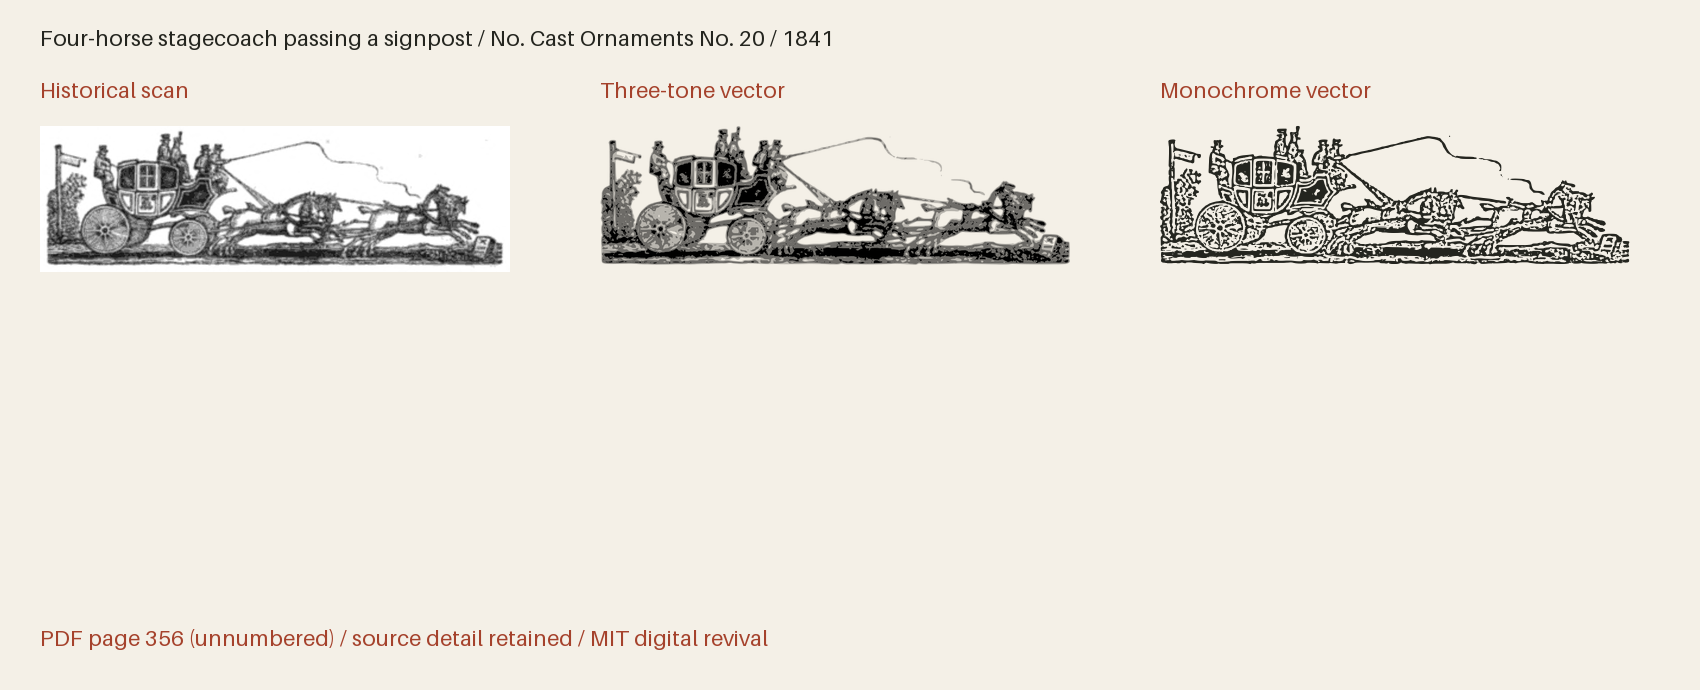 Four-horse stagecoach passing a signpost / No. Cast Ornaments No. 20 / 1841
Historical scan
Three-tone vector
Monochrome vector
PDF page 356 (unnumbered) / source detail retained / MIT digital revival